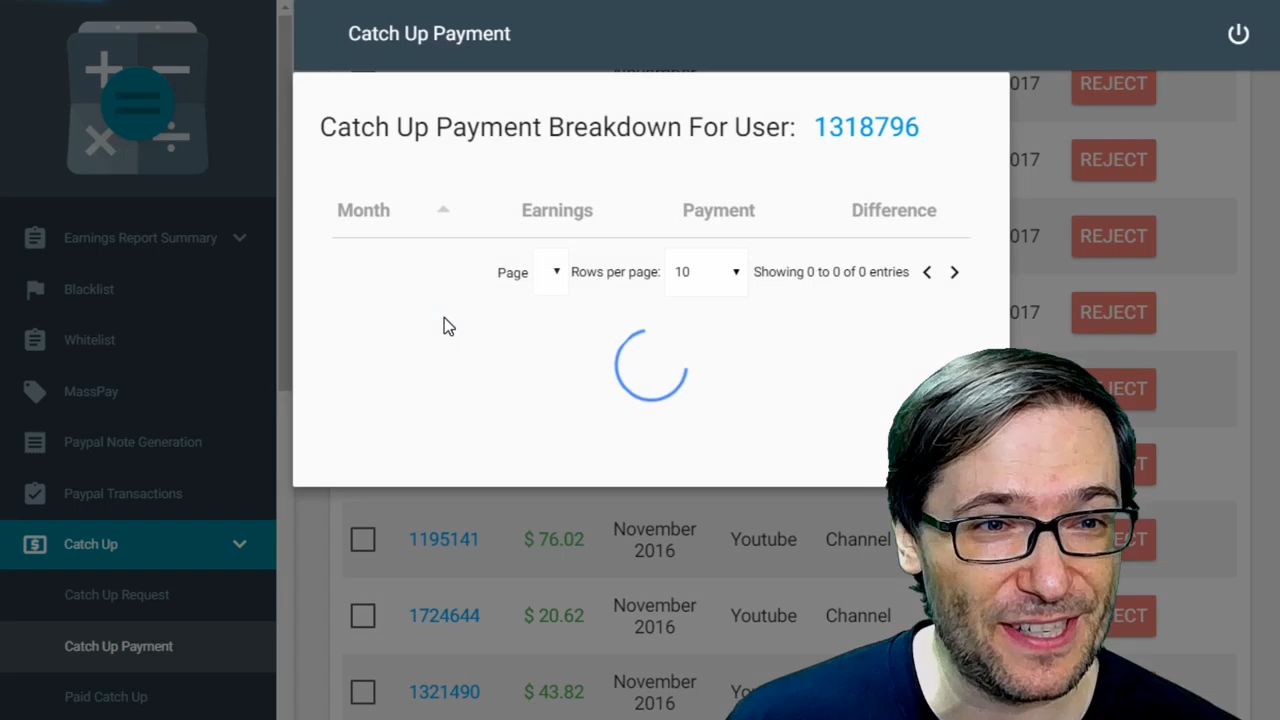 Catch Up Payment
Catch Up Payment Breakdown For User: 1318796
Month Earnings Payment Difference
Page Rows per page: 10 Showing 0 to 0 of 0 entries
Earnings Report Summary
Blacklist
Whitelist
MassPay
Paypal Note Generation
Paypal Transactions
Catch Up
Catch Up Request
Catch Up Payment
Paid Catch Up
017 REJECT
017 REJECT
017 REJECT
017 REJECT
1195141 $ 76.02 November 2016 Youtube Channel
1724644 $ 20.62 November 2016 Youtube Channel
1321490 $ 43.82 November 2016